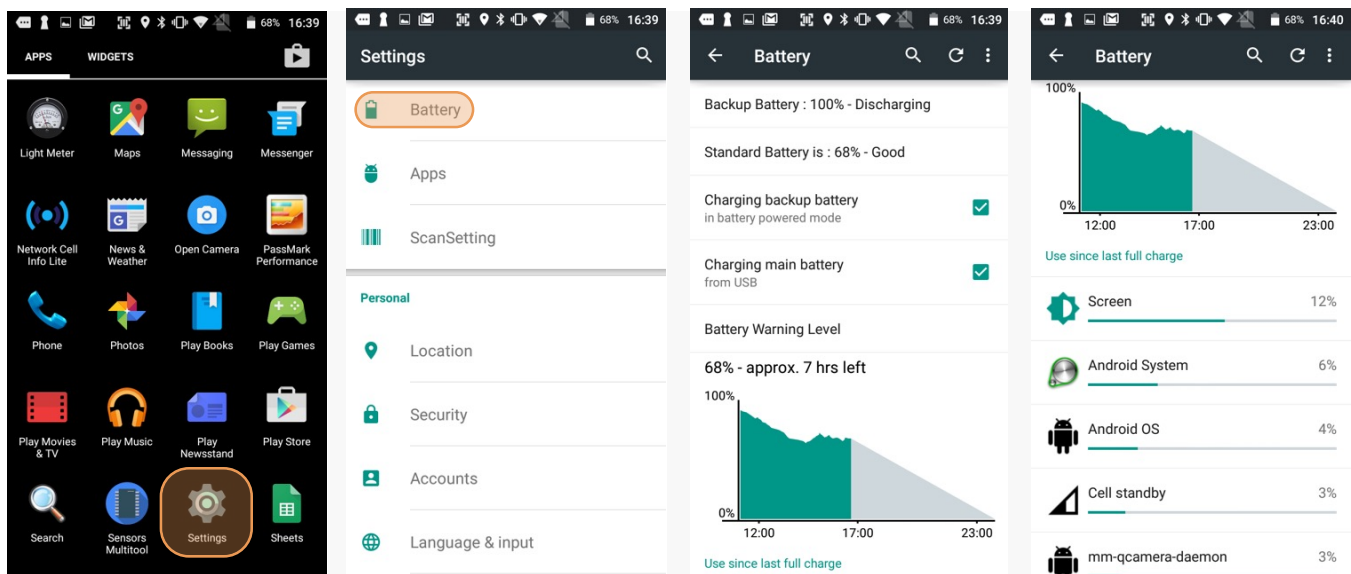 68% 16:39
APPS WIDGETS
Light Meter Maps Messaging Messenger
Network Cell Info Lite News & Weather Open Camera PassMark Performance
Phone Photos Play Books Play Games
Play Movies & TV Play Music Play Newsstand Play Store
Search Sensors Multitool Settings Sheets
68% 16:39
Settings
Battery
Apps
ScanSetting
Personal
Location
Security
Accounts
Language & input
68% 16:39
Battery
Backup Battery : 100% - Discharging
Standard Battery is : 68% - Good
Charging backup battery
in battery powered mode
Charging main battery
from USB
Battery Warning Level
68% - approx. 7 hrs left
100%
0%
12:00 17:00 23:00
Use since last full charge
68% 16:40
Battery
100%
0%
12:00 17:00 23:00
Use since last full charge
Screen 12%
Android System 6%
Android OS 4%
Cell standby 3%
mm-qcamera-daemon 3%